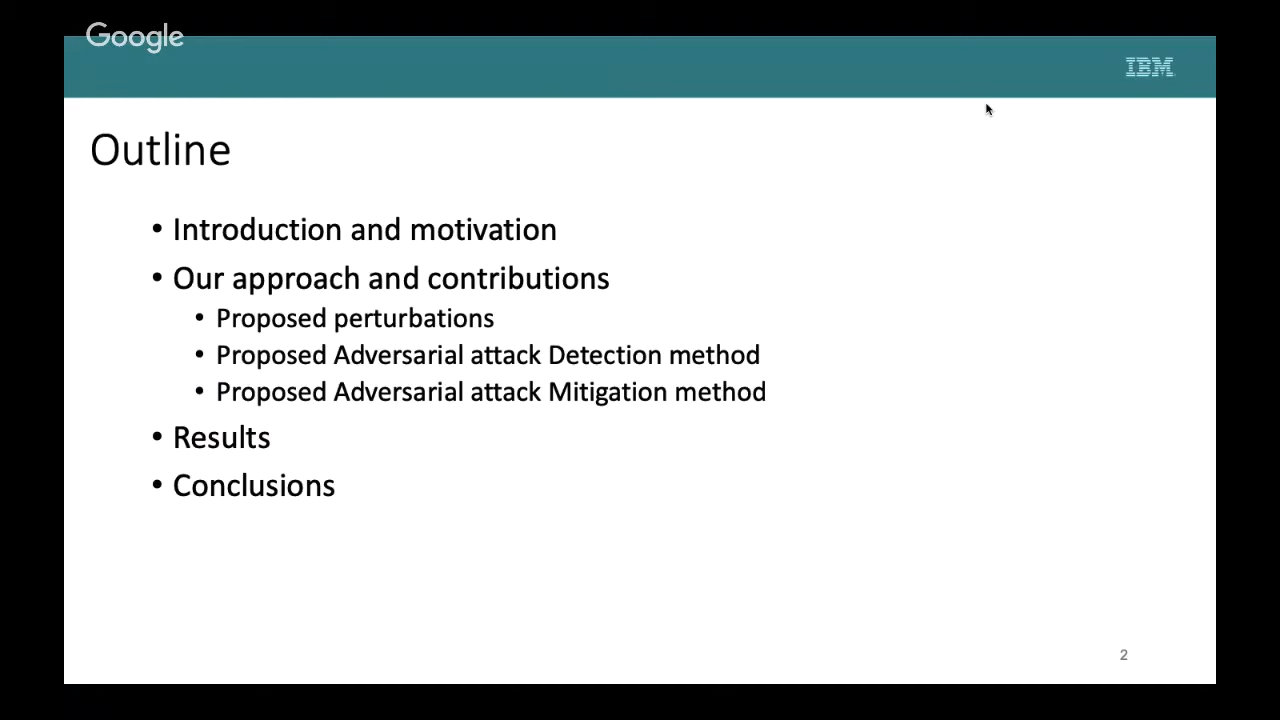 Google
IBM
Outline
• Introduction and motivation
• Our approach and contributions
• Proposed perturbations
• Proposed Adversarial attack Detection method
• Proposed Adversarial attack Mitigation method
• Results
• Conclusions
2